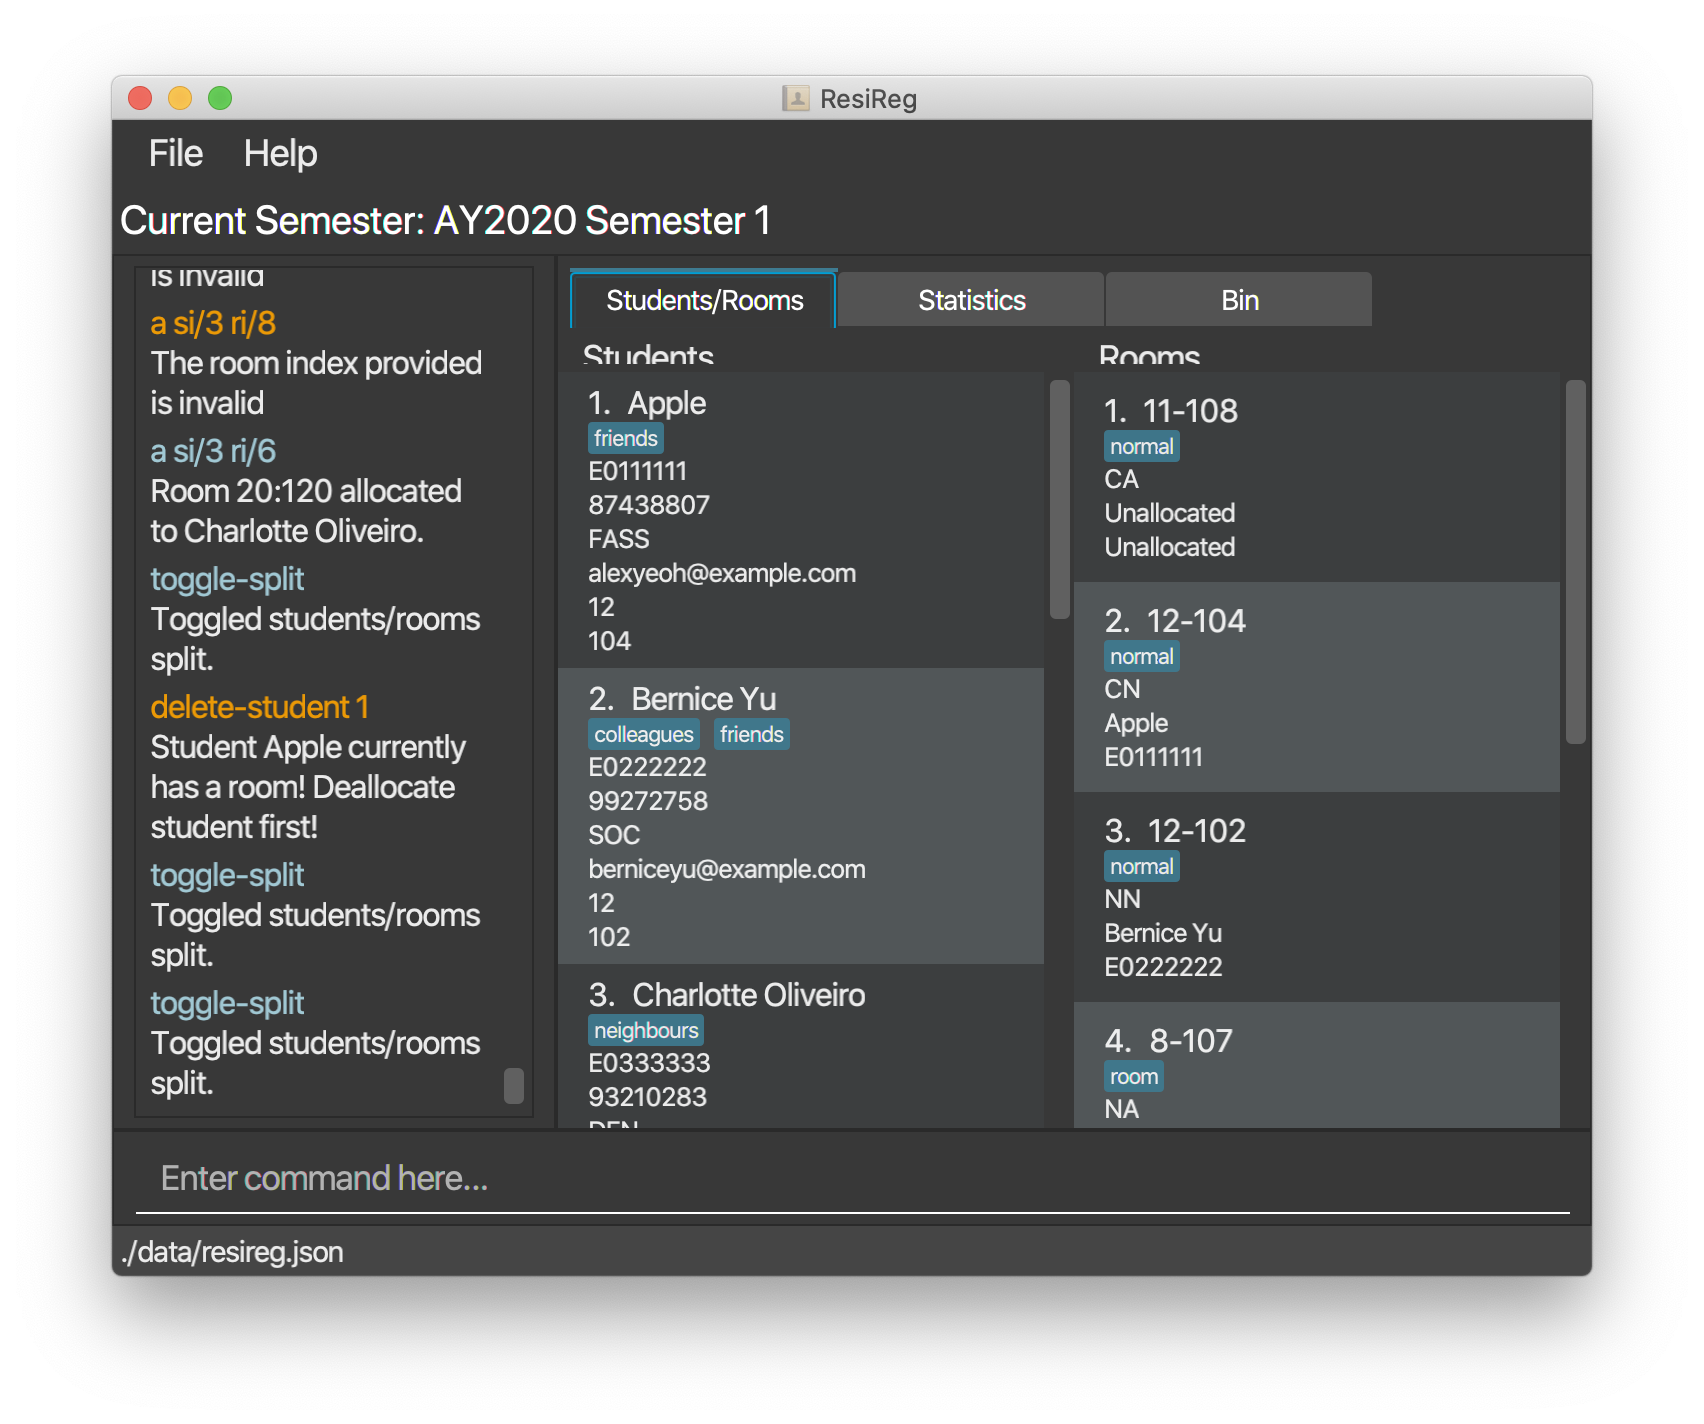 ResiReg
File Help
Current Semester: AY2020 Semester 1
is invalid
a si/3 ri/8
The room index provided
is invalid
a si/3 ri/6
Room 20:120 allocated
to Charlotte Oliveiro.
toggle-split
Toggled students/rooms
split.
delete-student 1
Student Apple currently
has a room! Deallocate
student first!
toggle-split
Toggled students/rooms
split.
toggle-split
Toggled students/rooms
split.
Students/Rooms Statistics Bin
Students
1. Apple
friends
E0111111
87438807
FASS
alexyeoh@example.com
12
104
2. Bernice Yu
colleagues friends
E0222222
99272758
SOC
berniceyu@example.com
12
102
3. Charlotte Oliveiro
neighbours
E0333333
93210283
Rooms
1. 11-108
normal
CA
Unallocated
Unallocated
2. 12-104
normal
CN
Apple
E0111111
3. 12-102
normal
NN
Bernice Yu
E0222222
4. 8-107
room
NA
Enter command here...
./data/resireg.json